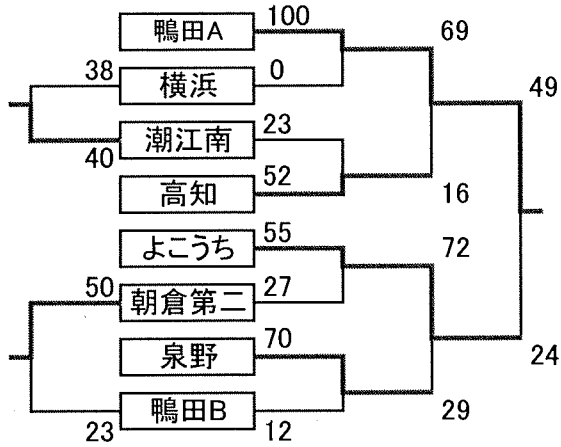 鴨田A 100 69
38 横浜 0 49
潮江南 23
40
高知 52 16
よこうち 55 72
50 朝倉第二 27
泉野 70 24
鴨田B 29
23 12